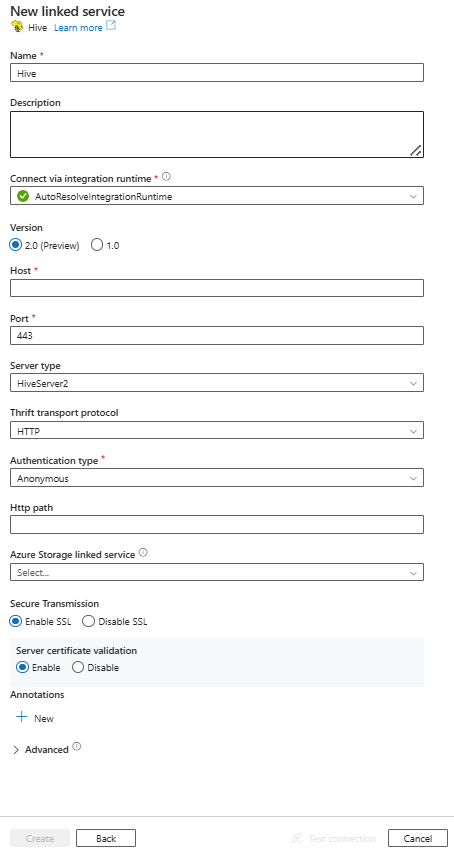 New linked service
Hive Learn more
Name *
Hive
Description
Connect via integration runtime *
AutoResolveIntegrationRuntime
Version
2.0 (Preview) 1.0
Host *
Port *
443
Server type
HiveServer2
Thrift transport protocol
HTTP
Authentication type *
Anonymous
Http path
Azure Storage linked service
Select...
Secure Transmission
Enable SSL Disable SSL
Server certificate validation
Enable Disable
Annotations
New
Advanced
Create Back Test connection Cancel